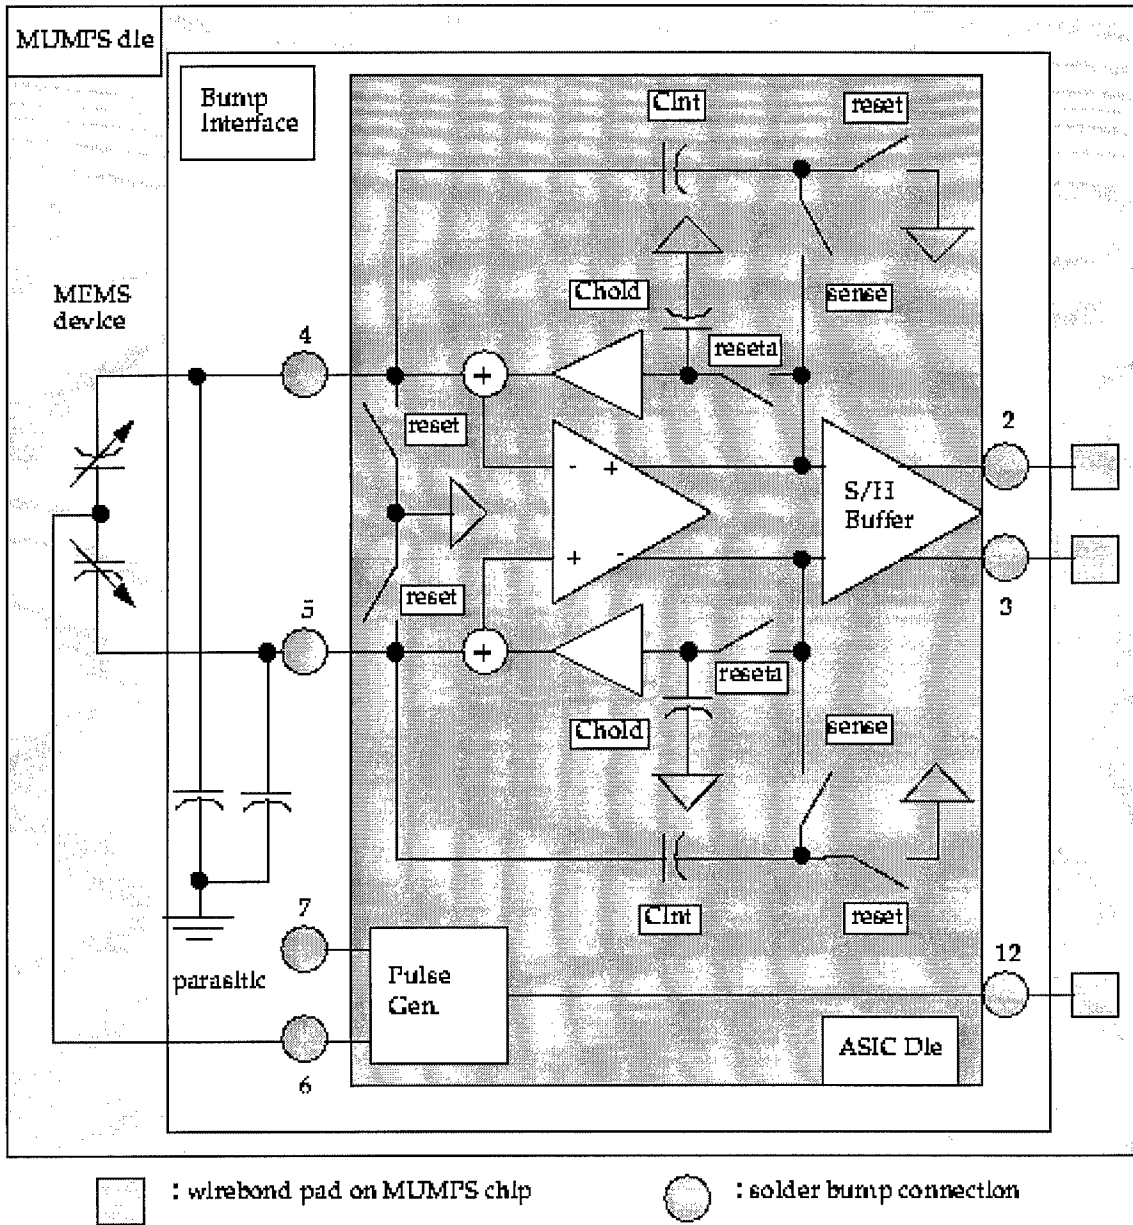 MUMPS die
Bump
Interface
CInt
reset
Chold
sense
MEMS
device
4
reseta
reset
2
- +
S/H
Buffer
+ -
3
5
reset
reseta
Chold
sense
7
CInt
reset
12
parasitic
Pulse
Gen.
6
ASIC Die
: wirebond pad on MUMPS chip
: solder bump connection